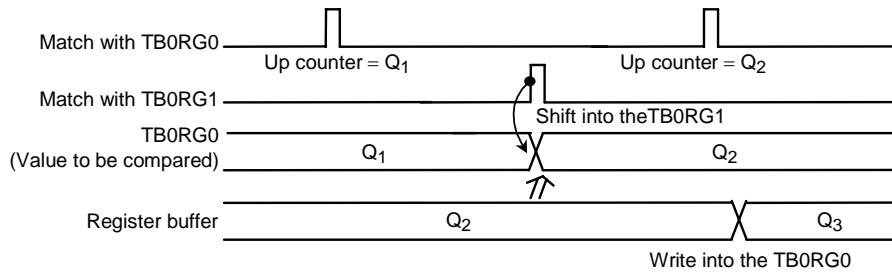 Match with TB0RG0
Up counter = Q1 Up counter = Q2
Match with TB0RG1
Shift into theTB0RG1
TB0RG0
(Value to be compared) Q1 Q2
Register buffer Q2 Q3
Write into the TB0RG0